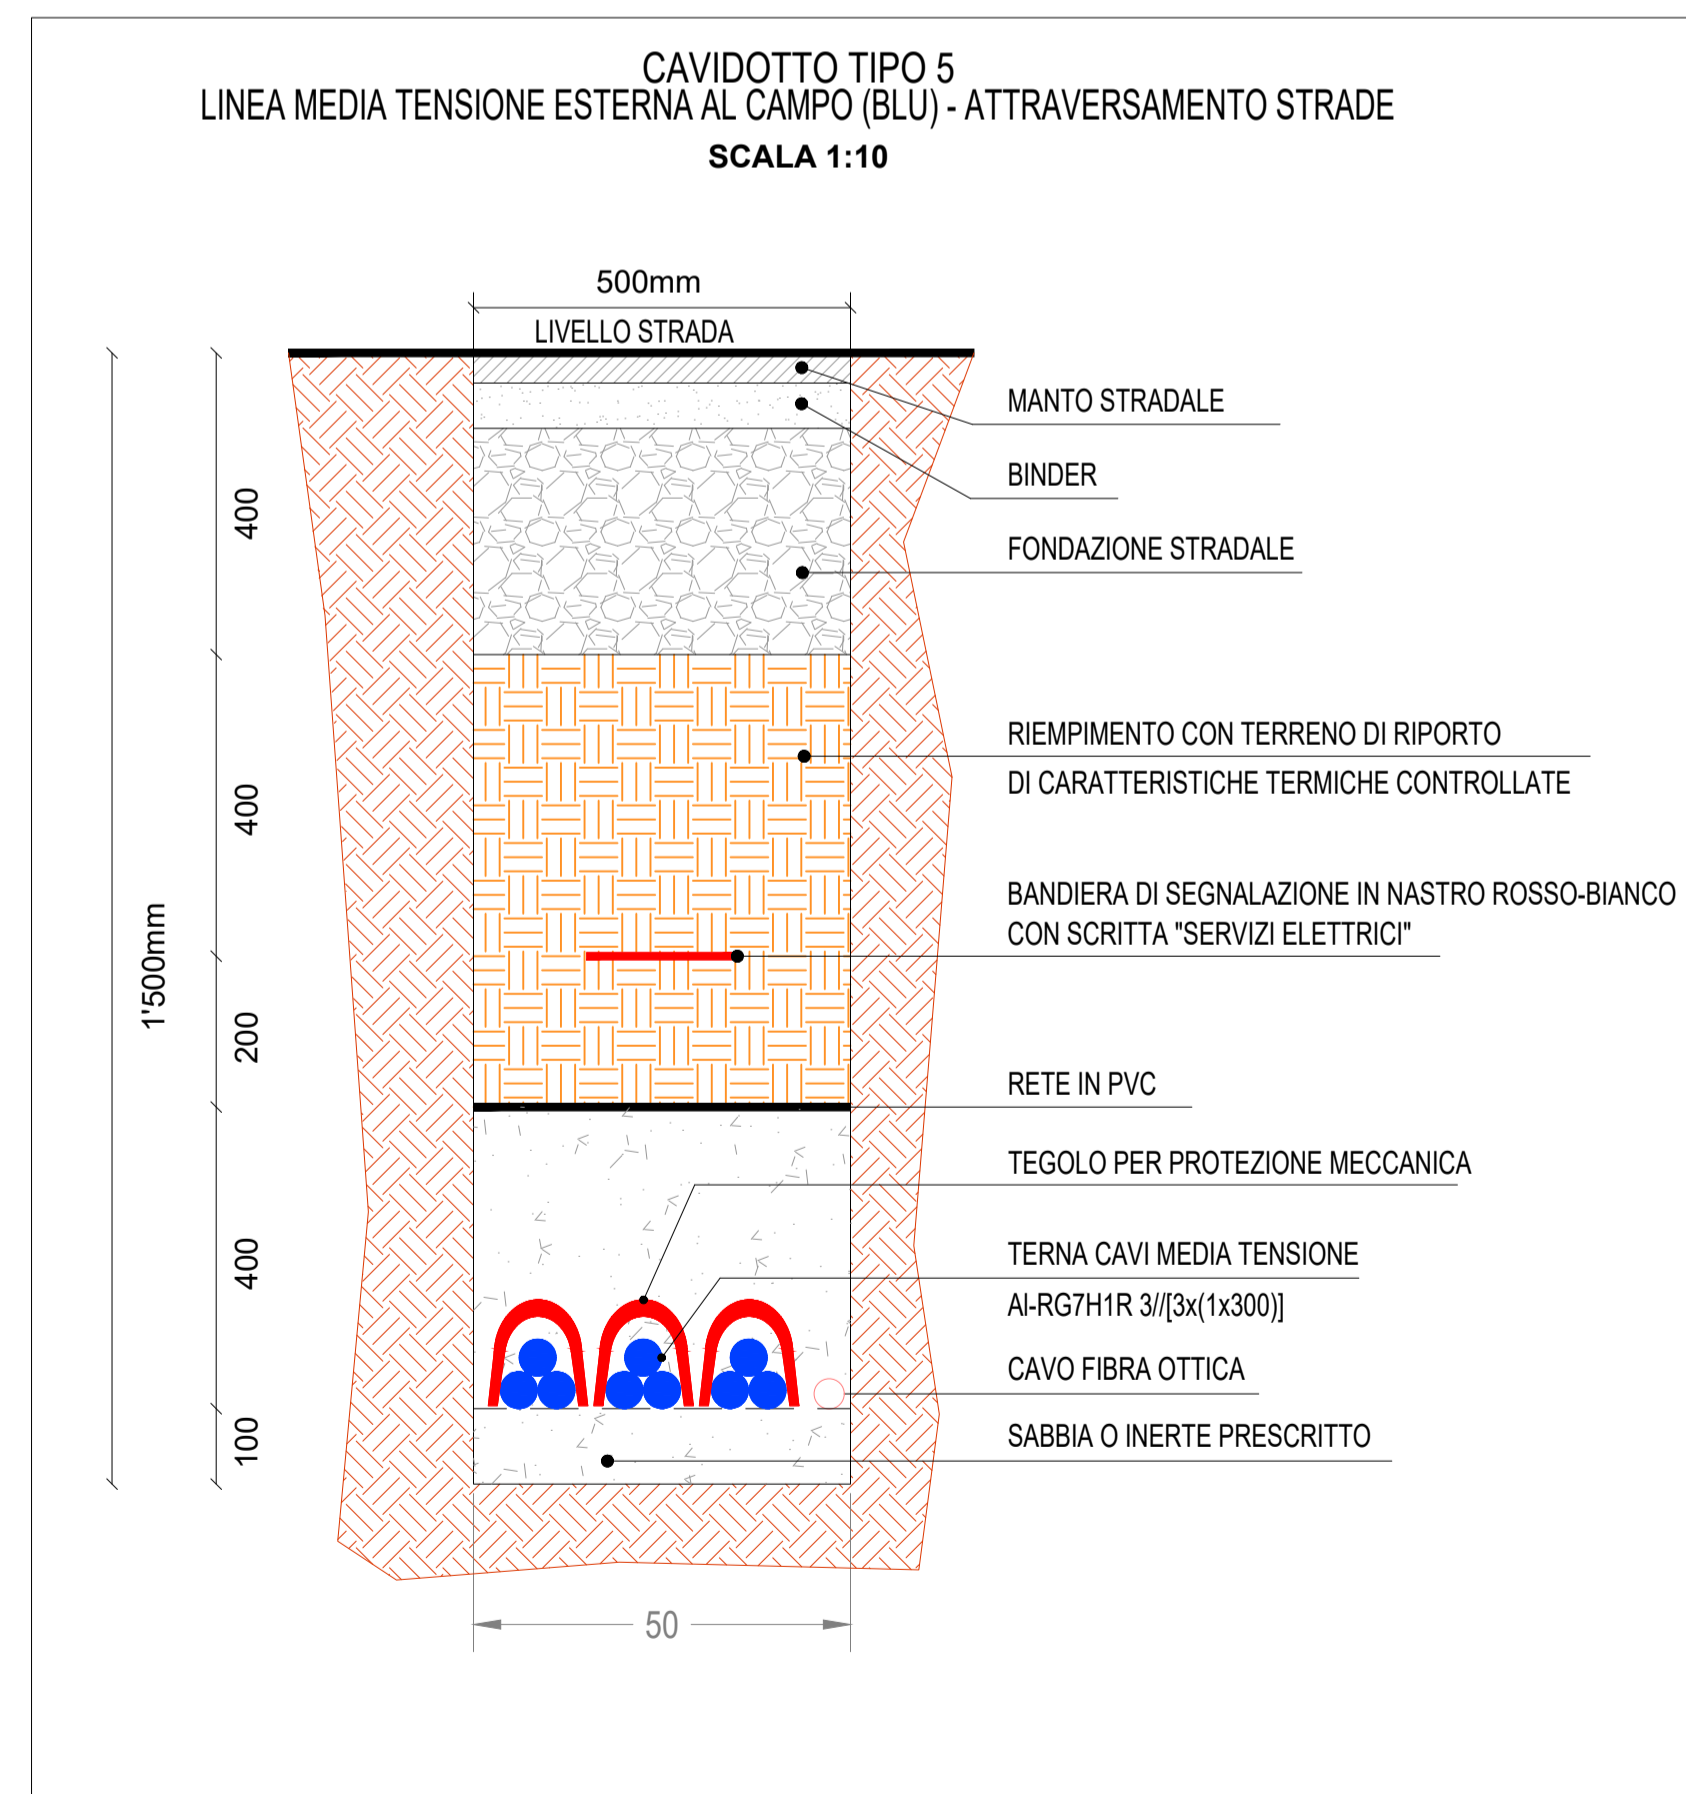 CAVIDOTTO TIPO 5
LINEA MEDIA TENSIONE ESTERNA AL CAMPO (BLU) - ATTRAVERSAMENTO STRADE
SCALA 1:10
500mm
LIVELLO STRADA
MANTO STRADALE
BINDER
FONDAZIONE STRADALE
RIEMPIMENTO CON TERRENO DI RIPORTO
DI CARATTERISTICHE TERMICHE CONTROLLATE
BANDIERA DI SEGNALAZIONE IN NASTRO ROSSO-BIANCO
CON SCRITTA "SERVIZI ELETTRICI"
RETE IN PVC
TEGOLO PER PROTEZIONE MECCANICA
TERNA CAVI MEDIA TENSIONE
Al-RG7H1R 3//[3x(1x300)]
CAVO FIBRA OTTICA
SABBIA O INERTE PRESCRITTO
400
400
200
400
100
1'500mm
50